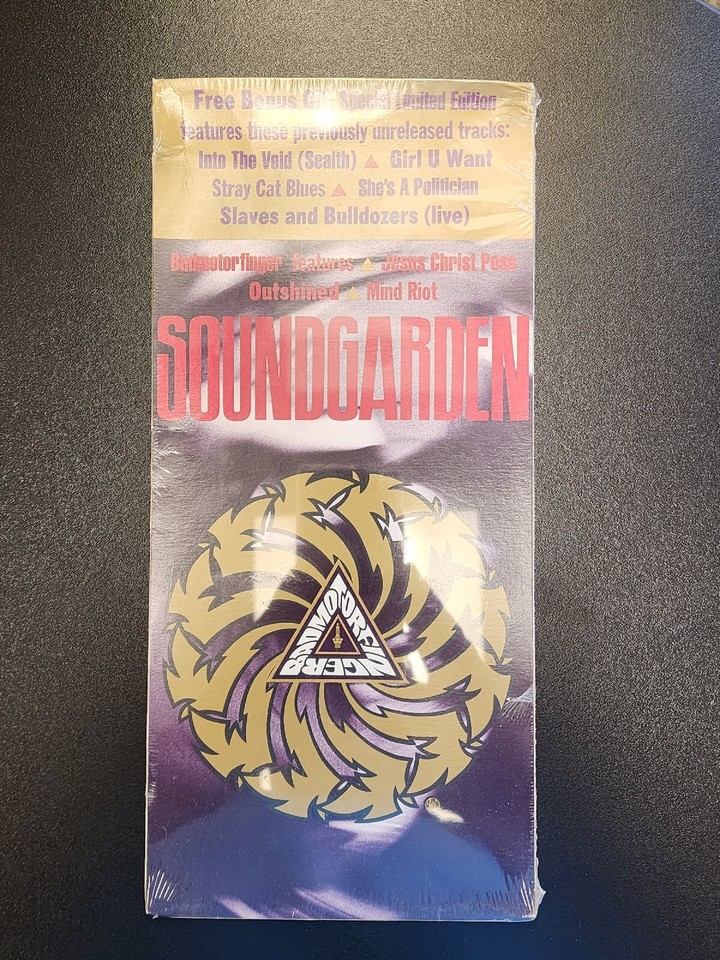 Free Bonus CD! Special Limited Edition
features these previously unreleased tracks:
Into The Void (Sealth) ▲ Girl U Want
Stray Cat Blues ▲ She's A Politician
Slaves and Bulldozers (live)
Badmotorfinger features ▲ Jesus Christ Pose
Outshined ▲ Mind Riot
SOUNDGARDEN
BADMOTORFINGER